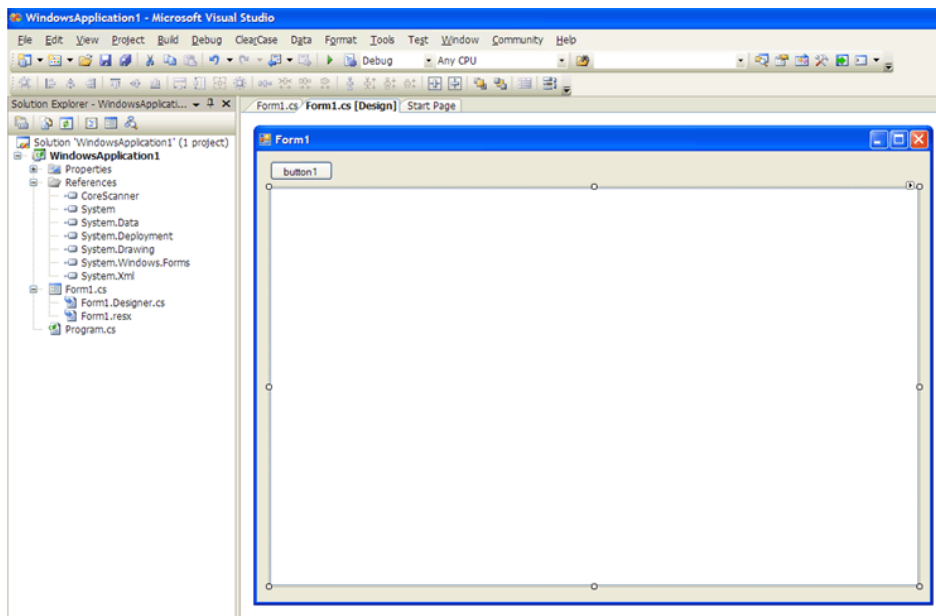 WindowsApplication1 - Microsoft Visual Studio
File Edit View Project Build Debug ClearCase Data Format Tools Test Window Community Help
Debug Any CPU
Solution Explorer - WindowsApplicati...
Form1.cs Form1.cs [Design] Start Page
Solution 'WindowsApplication1' (1 project)
WindowsApplication1
Properties
References
CoreScanner
System
System.Data
System.Deployment
System.Drawing
System.Windows.Forms
System.Xml
Form1.cs
Form1.Designer.cs
Form1.resx
Program.cs
Form1
button1